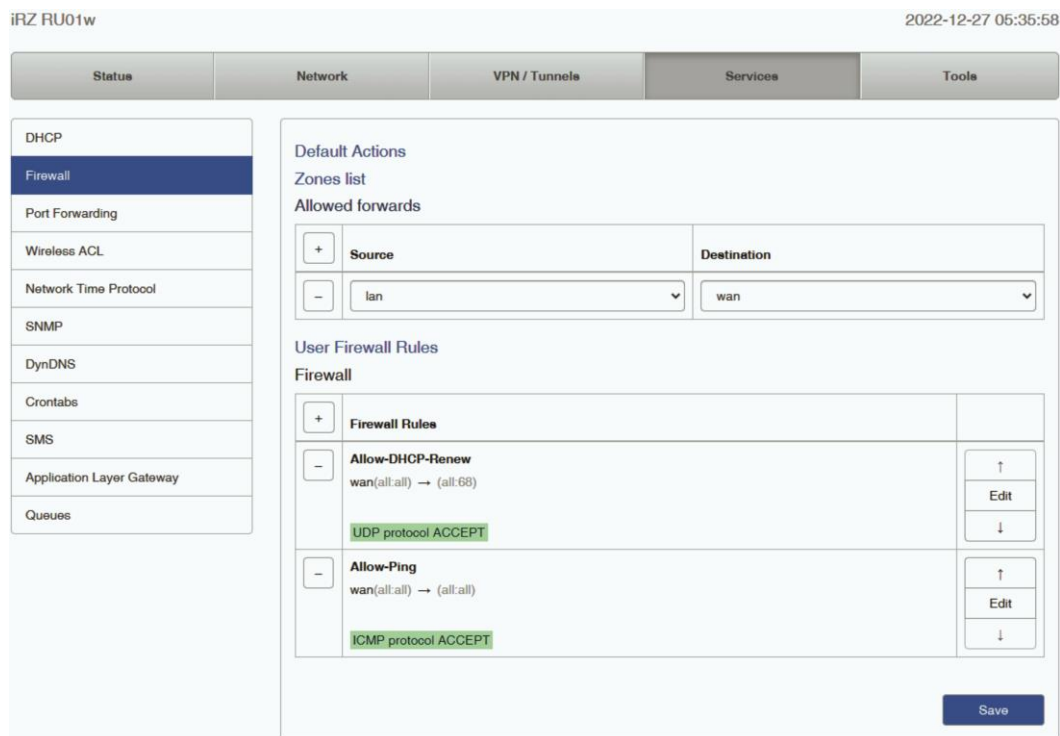 iRZ RU01w 2022-12-27 05:35:58
Status Network VPN / Tunnels Services Tools
DHCP
Firewall
Port Forwarding
Wireless ACL
Network Time Protocol
SNMP
DynDNS
Crontabs
SMS
Application Layer Gateway
Queues
Default Actions
Zones list
Allowed forwards
+ Source Destination
− lan wan
User Firewall Rules
Firewall
+ Firewall Rules
− Allow-DHCP-Renew
wan(all:all) → (all:68)
UDP protocol ACCEPT
↑
Edit
↓
− Allow-Ping
wan(all:all) → (all:all)
ICMP protocol ACCEPT
↑
Edit
↓
Save